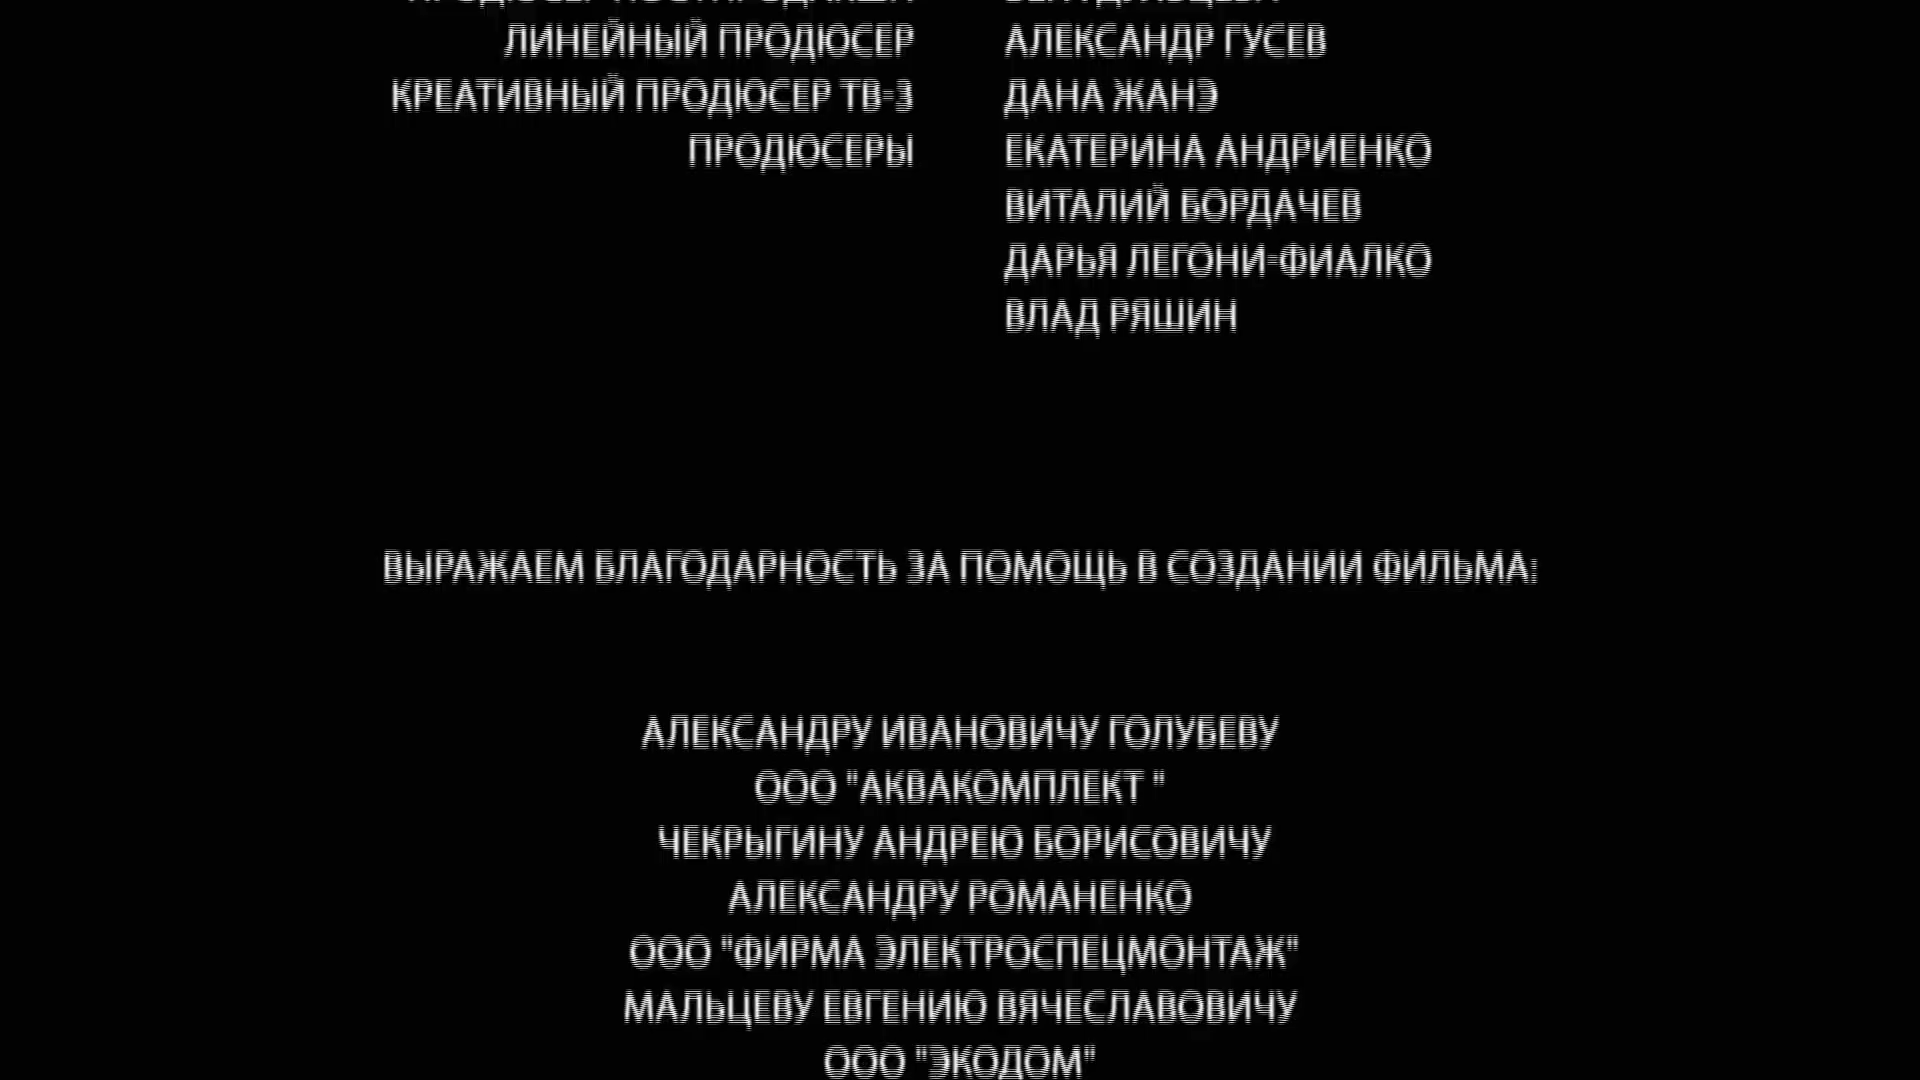 ЛИНЕЙНЫЙ ПРОДЮСЕР АЛЕКСАНДР ГУСЕВ
КРЕАТИВНЫЙ ПРОДЮСЕР ТВ-3 ДАНА ЖАНЭ
ПРОДЮСЕРЫ ЕКАТЕРИНА АНДРИЕНКО
ВИТАЛИЙ БОРДАЧЕВ
ДАРЬЯ ЛЕГОНИ-ФИАЛКО
ВЛАД РЯШИН
ВЫРАЖАЕМ БЛАГОДАРНОСТЬ ЗА ПОМОЩЬ В СОЗДАНИИ ФИЛЬМА:
АЛЕКСАНДРУ ИВАНОВИЧУ ГОЛУБЕВУ
ООО "АКВАКОМПЛЕКТ "
ЧЕКРЫГИНУ АНДРЕЮ БОРИСОВИЧУ
АЛЕКСАНДРУ РОМАНЕНКО
ООО "ФИРМА ЭЛЕКТРОСПЕЦМОНТАЖ"
МАЛЬЦЕВУ ЕВГЕНИЮ ВЯЧЕСЛАВОВИЧУ
ООО "ЭКОДОМ"